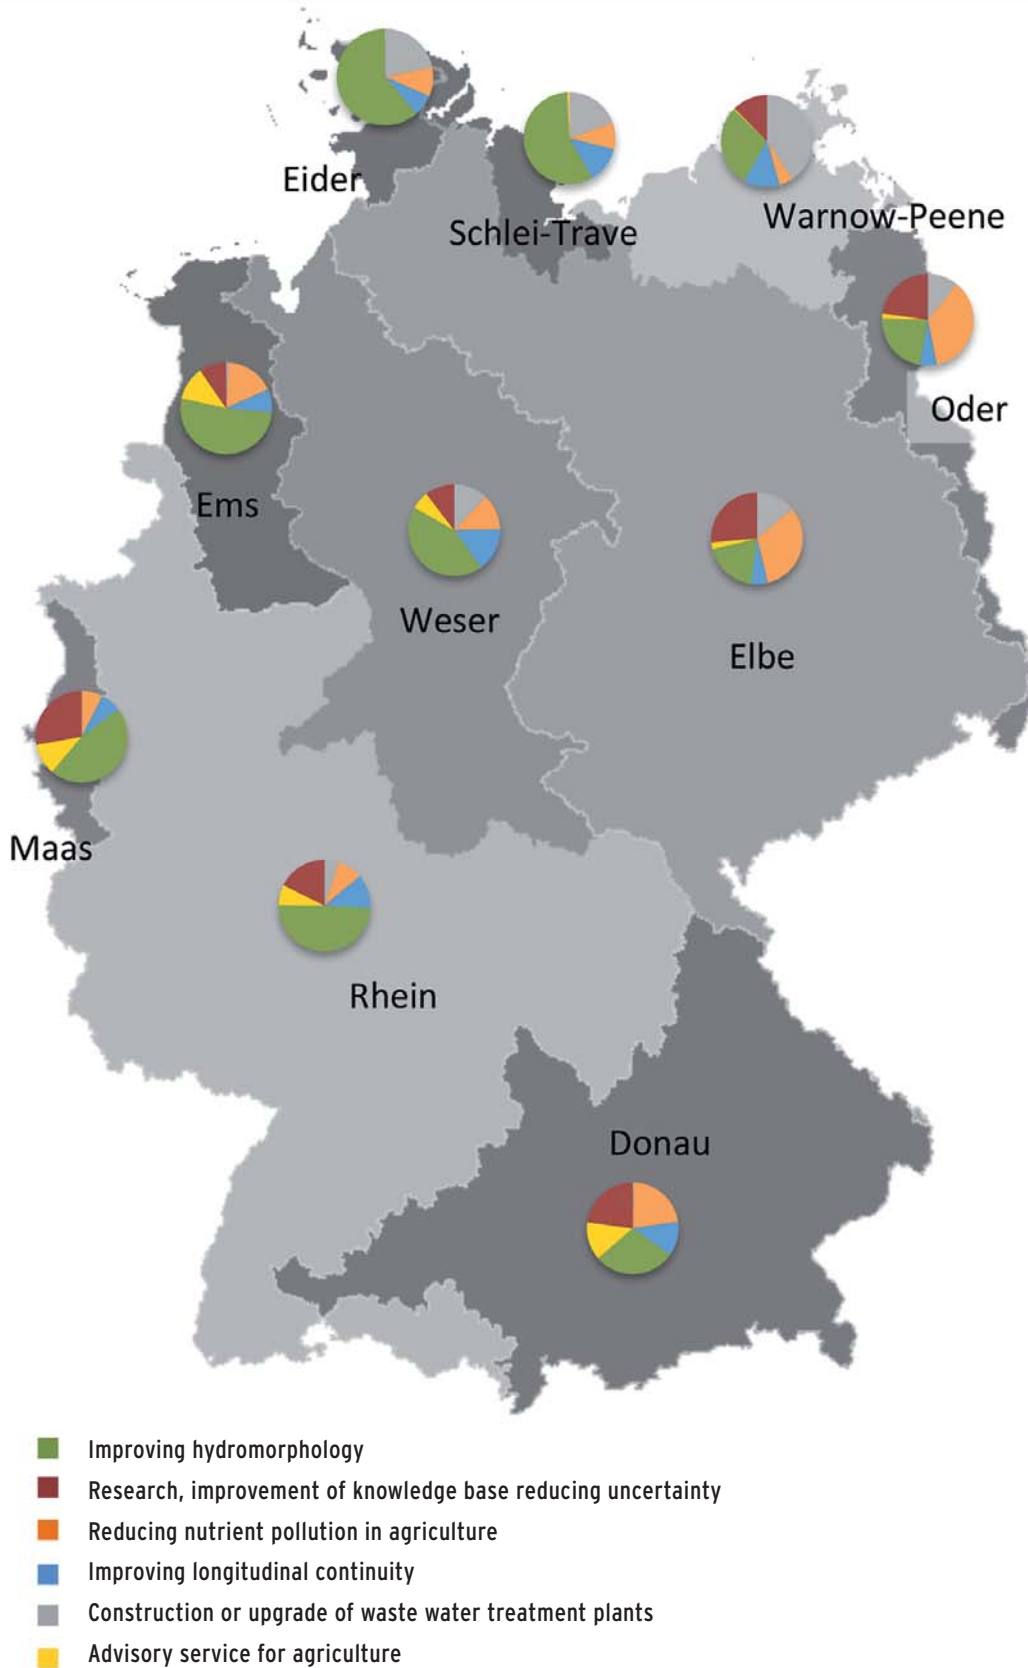 Eider
Schlei-Trave
Warnow-Peene
Oder
Ems
Weser
Elbe
Maas
Rhein
Donau
Improving hydromorphology
Research, improvement of knowledge base reducing uncertainty
Reducing nutrient pollution in agriculture
Improving longitudinal continuity
Construction or upgrade of waste water treatment plants
Advisory service for agriculture